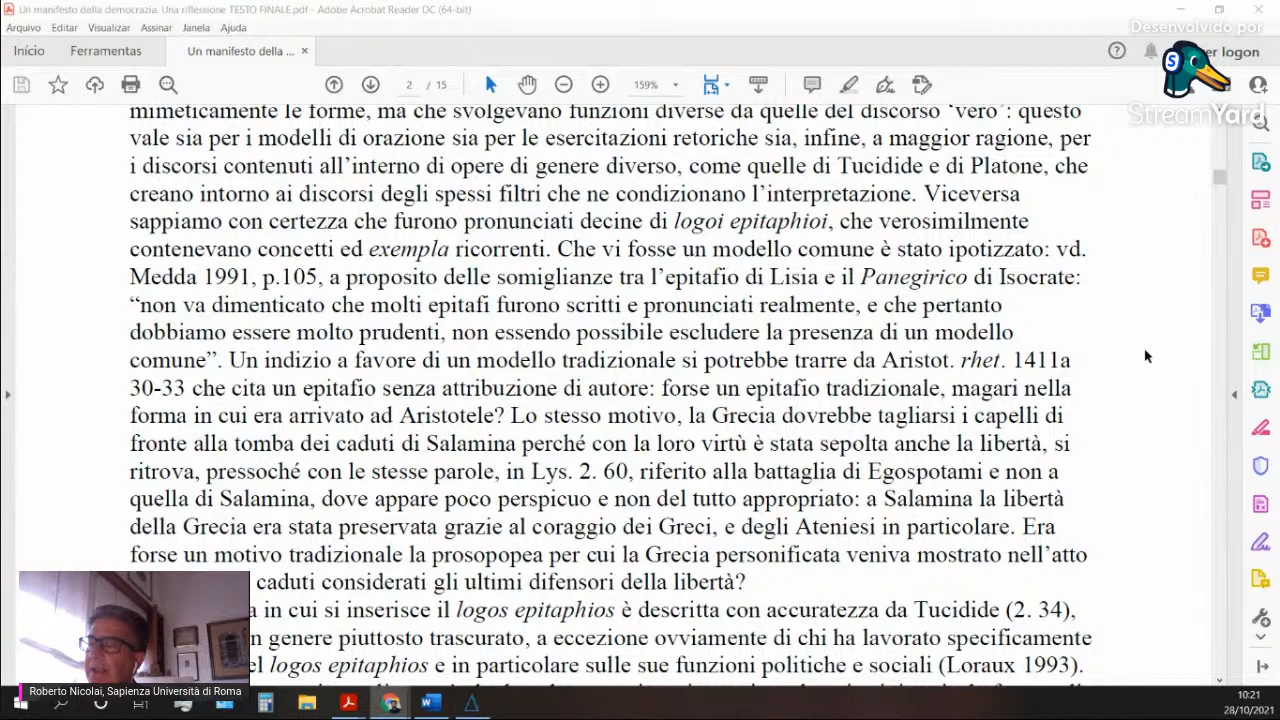 Un manifesto della democrazia. Una riflessione TESTO FINALE.pdf - Adobe Acrobat Reader DC (64-bit)
Desenvolvido por
Arquivo Editar Visualizar Assinar Janela Ajuda
Início Ferramentas Un manifesto della ... ×
er logon
2 / 15 159%
StreamYard
mimeticamente le forme, ma che svolgevano funzioni diverse da quelle del discorso ‘vero’: questo
vale sia per i modelli di orazione sia per le esercitazioni retoriche sia, infine, a maggior ragione, per
i discorsi contenuti all’interno di opere di genere diverso, come quelle di Tucidide e di Platone, che
creano intorno ai discorsi degli spessi filtri che ne condizionano l’interpretazione. Viceversa
sappiamo con certezza che furono pronunciati decine di logoi epitaphioi, che verosimilmente
contenevano concetti ed exempla ricorrenti. Che vi fosse un modello comune è stato ipotizzato: vd.
Medda 1991, p.105, a proposito delle somiglianze tra l’epitafio di Lisia e il Panegirico di Isocrate:
“non va dimenticato che molti epitafi furono scritti e pronunciati realmente, e che pertanto
dobbiamo essere molto prudenti, non essendo possibile escludere la presenza di un modello
comune”. Un indizio a favore di un modello tradizionale si potrebbe trarre da Aristot. rhet. 1411a
30-33 che cita un epitafio senza attribuzione di autore: forse un epitafio tradizionale, magari nella
forma in cui era arrivato ad Aristotele? Lo stesso motivo, la Grecia dovrebbe tagliarsi i capelli di
fronte alla tomba dei caduti di Salamina perché con la loro virtù è stata sepolta anche la libertà, si
ritrova, pressoché con le stesse parole, in Lys. 2. 60, riferito alla battaglia di Egospotami e non a
quella di Salamina, dove appare poco perspicuo e non del tutto appropriato: a Salamina la libertà
della Grecia era stata preservata grazie al coraggio dei Greci, e degli Ateniesi in particolare. Era
forse un motivo tradizionale la prosopopea per cui la Grecia personificata veniva mostrato nell’atto
caduti considerati gli ultimi difensori della libertà?
a in cui si inserisce il logos epitaphios è descritta con accuratezza da Tucidide (2. 34),
n genere piuttosto trascurato, a eccezione ovviamente di chi ha lavorato specificamente
el logos epitaphios e in particolare sulle sue funzioni politiche e sociali (Loraux 1993).
Roberto Nicolai, Sapienza Università di Roma
10:21
28/10/2021